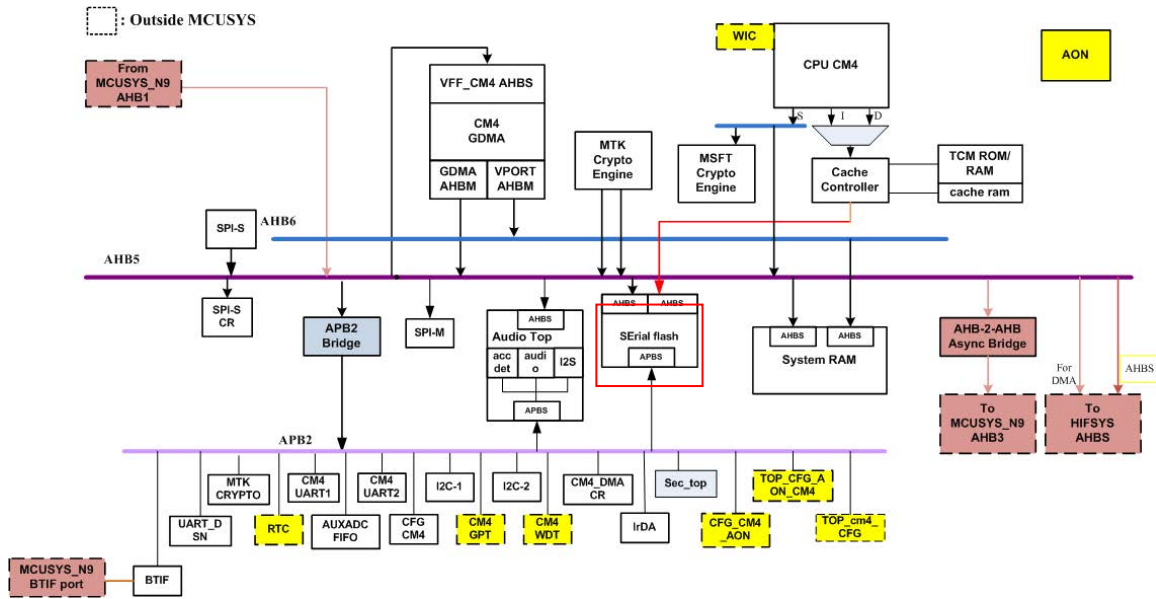 : Outside MCUSYS
WIC
CPU CM4
AON
From
MCUSYS_N9
AHB1
VFF_CM4 AHBS
CM4
GDMA
GDMA
AHBM
VPORT
AHBM
MTK
Crypto
Engine
S
I
D
MSFT
Crypto
Engine
Cache
Controller
TCM ROM/
RAM
cache ram
SPI-S
AHB6
AHB5
SPI-S
CR
APB2
Bridge
SPI-M
AHBS
Audio Top
acc
det
audi
o
I2S
APBS
AHBS
AHBS
SErial flash
APBS
AHBS
AHBS
System RAM
AHB-2-AHB
Async Bridge
For
DMA
AHBS
To
MCUSYS_N9
AHB3
To
HIFSYS
AHBS
APB2
MTK
CRYPTO
CM4
UART1
CM4
UART2
I2C-1
I2C-2
CM4_DMA
CR
Sec_top
TOP_CFG_A
ON_CM4
UART_D
SN
RTC
AUXADC
FIFO
CFG
CM4
CM4
GPT
CM4
WDT
IrDA
CFG_CM4
_AON
TOP_cm4_
CFG
MCUSYS_N9
BTIF port
BTIF